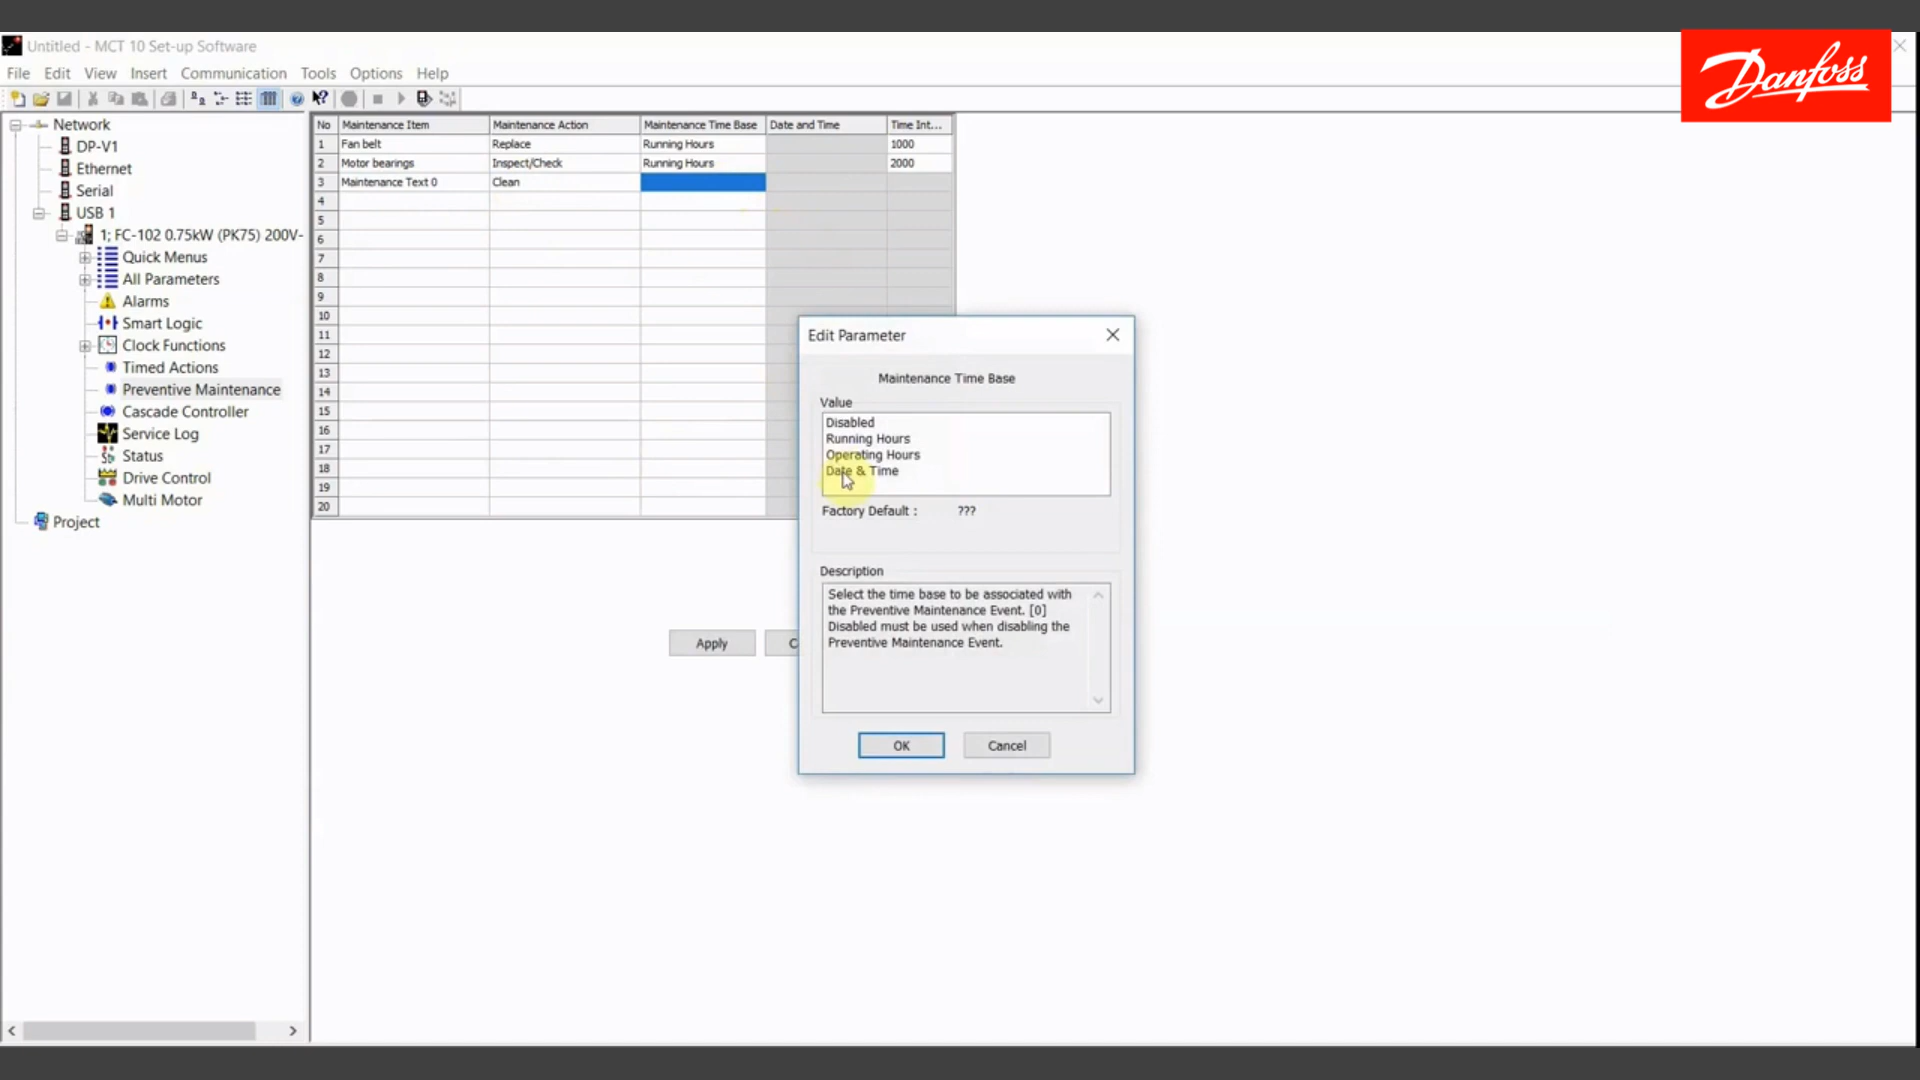 Untitled - MCT 10 Set-up Software
Danfoss
File Edit View Insert Communication Tools Options Help
Network
DP-V1
Ethernet
Serial
USB 1
1; FC-102 0.75kW (PK75) 200V-
Quick Menus
All Parameters
Alarms
Smart Logic
Clock Functions
Timed Actions
Preventive Maintenance
Cascade Controller
Service Log
Status
Drive Control
Multi Motor
Project
No Maintenance Item Maintenance Action Maintenance Time Base Date and Time Time Int...
1 Fan belt Replace Running Hours 1000
2 Motor bearings Inspect/Check Running Hours 2000
3 Maintenance Text 0 Clean
4
5
6
7
8
9
10
11
12
13
14
15
16
17
18
19
20
Apply
C
Edit Parameter
Maintenance Time Base
Value
Disabled
Running Hours
Operating Hours
Date & Time
Factory Default : ???
Description
Select the time base to be associated with
the Preventive Maintenance Event. [0]
Disabled must be used when disabling the
Preventive Maintenance Event.
OK Cancel